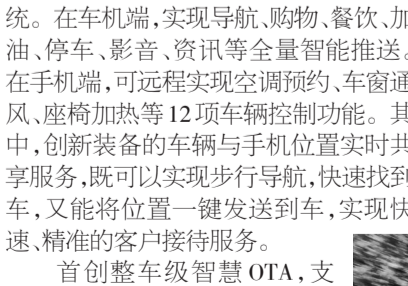 统。在车机端,实现导航、购物、餐饮、加
油、停车、影音、资讯等全量智能推送。
在手机端,可远程实现空调预约、车窗通
风、座椅加热等12项车辆控制功能。其
中,创新装备的车辆与手机位置实时共
享服务,既可以实现步行导航,快速找到
车,又能将位置一键发送到车,实现快
速、精准的客户接待服务。
首创整车级智慧OTA,支